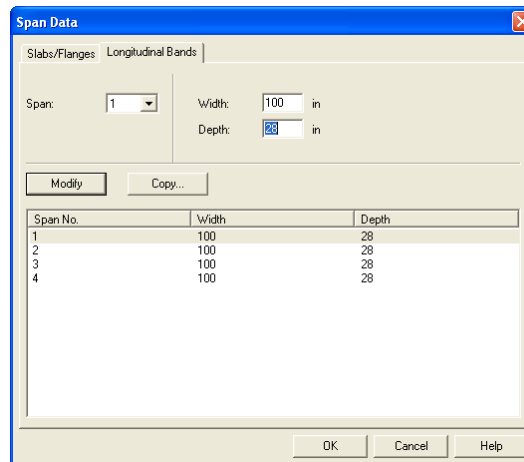 Span Data
Slabs/Flanges Longitudinal Bands
Span: 1 Width: 100 in
Depth: 28 in
Modify Copy...
Span No. Width Depth
1 100 28
2 100 28
3 100 28
4 100 28
OK Cancel Help